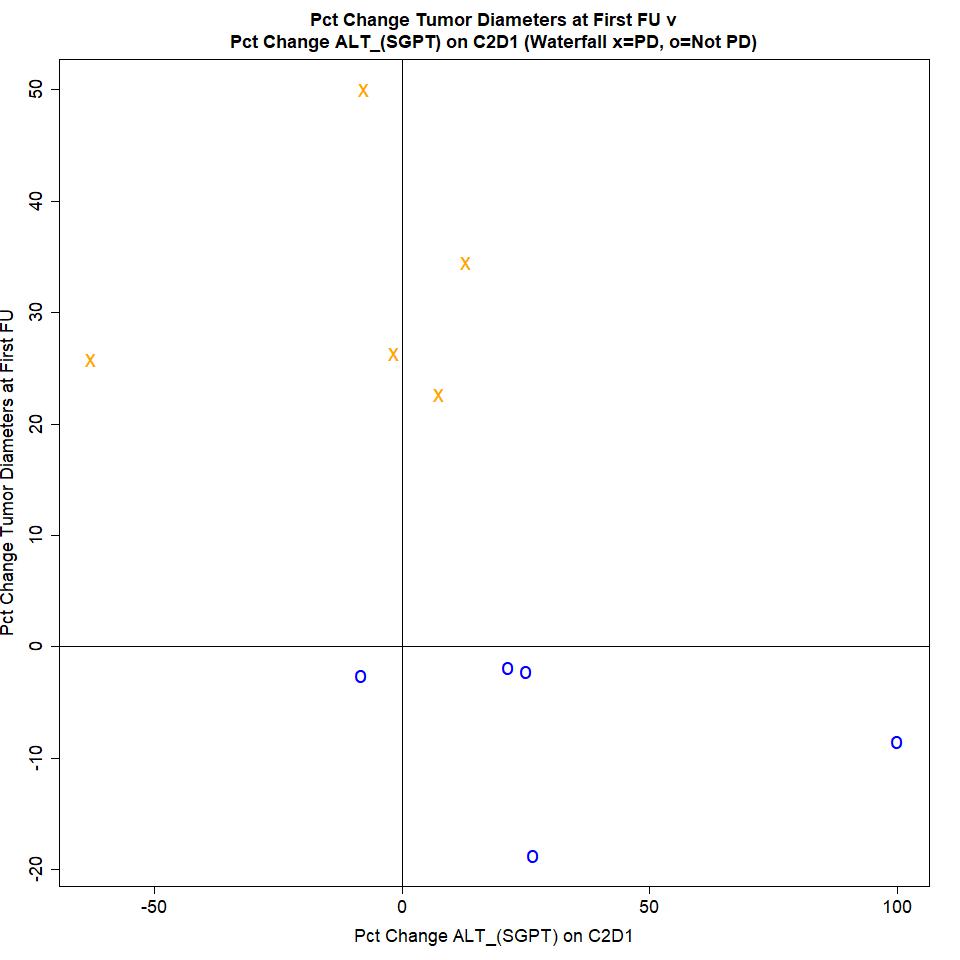 Pct Change Tumor Diameters at First FU v
Pct Change ALT_(SGPT) on C2D1 (Waterfall x=PD, o=Not PD)
Pct Change Tumor Diameters at First FU
50
40
30
20
10
0
-10
-20
X
X
X
X
X
O
O
O
O
O
-50
0
50
100
Pct Change ALT_(SGPT) on C2D1